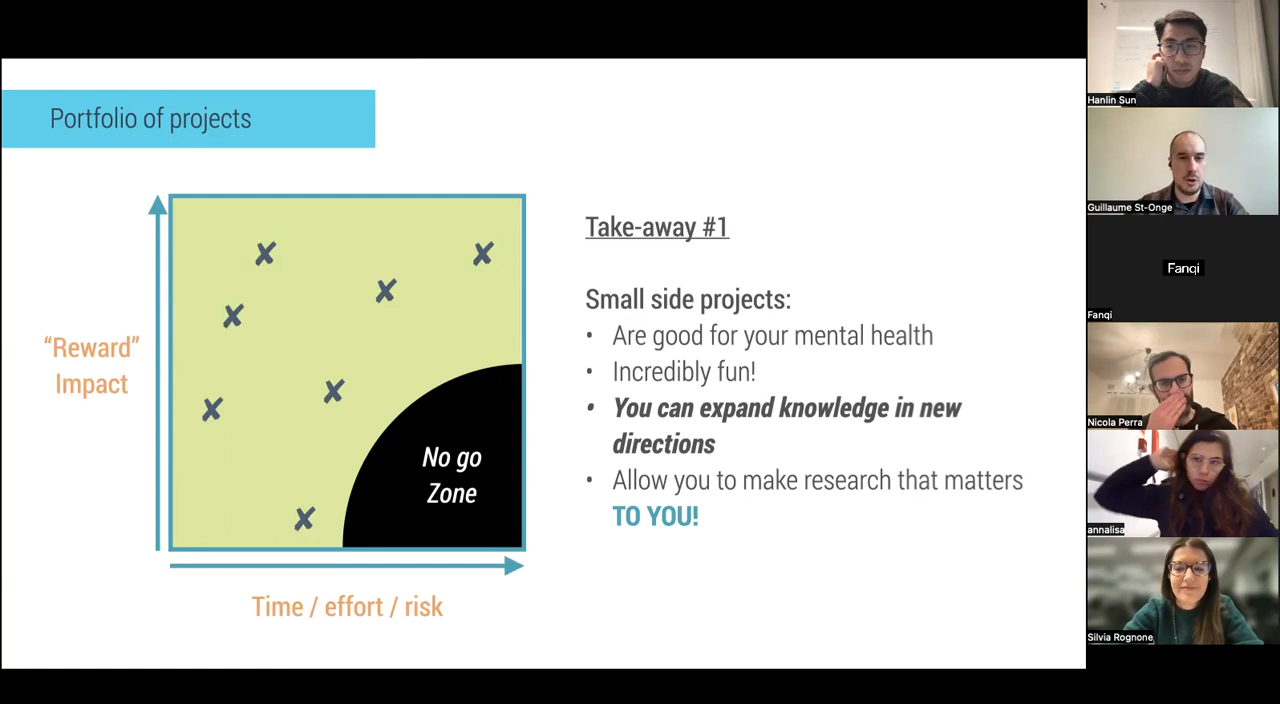 Portfolio of projects
“Reward”
Impact
No go
Zone
Time / effort / risk
Take-away #1
Small side projects:
• Are good for your mental health
• Incredibly fun!
• You can expand knowledge in new
directions
• Allow you to make research that matters
TO YOU!
Hanlin Sun
Guillaume St-Onge
Fanqi
Fanqi
Nicola Perra
annalisa
Silvia Rognone